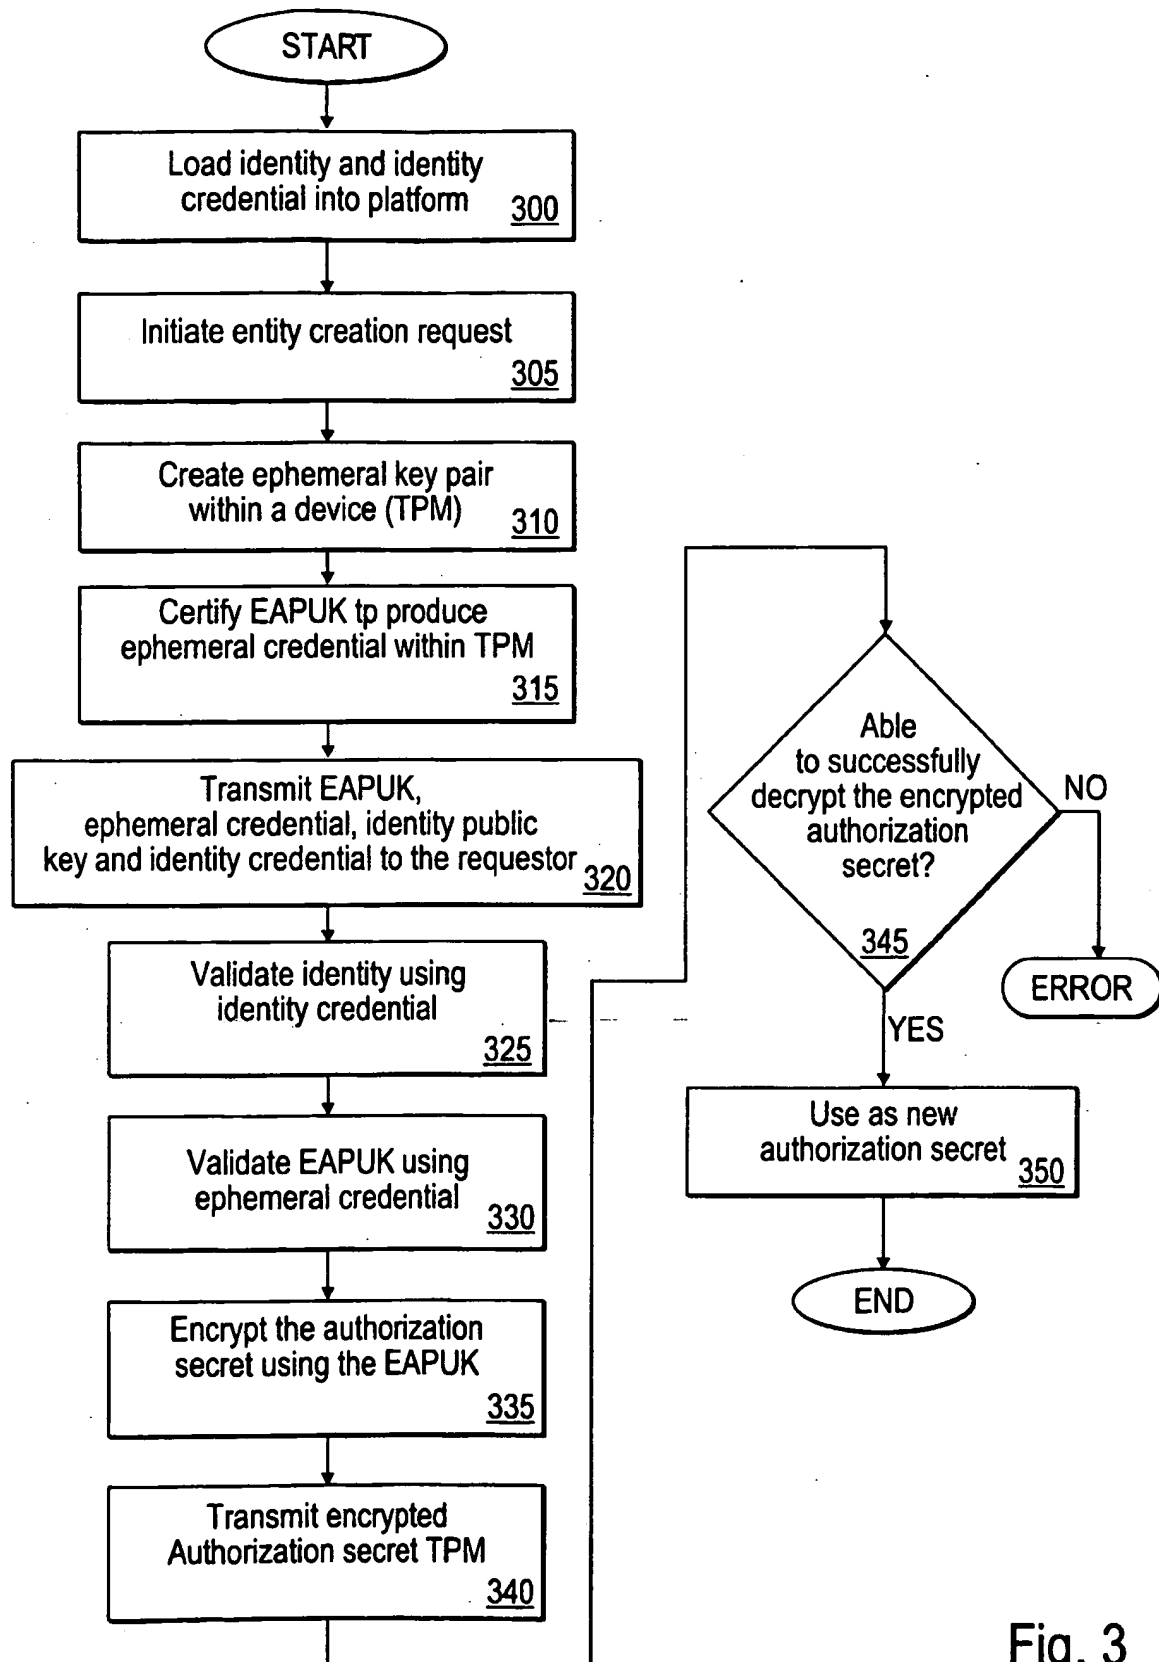 START
Load identity and identity
credential into platform
300
Initiate entity creation request
305
Create ephemeral key pair
within a device (TPM)
310
Certify EAPUK tp produce
ephemeral credential within TPM
315
Transmit EAPUK,
ephemeral credential, identity public
key and identity credential to the requestor
320
Validate identity using
identity credential
325
Validate EAPUK using
ephemeral credential
330
Encrypt the authorization
secret using the EAPUK
335
Transmit encrypted
Authorization secret TPM
340
Able
to successfully
decrypt the encrypted
authorization
secret?
345
NO
ERROR
YES
Use as new
authorization secret
350
END
Fig. 3